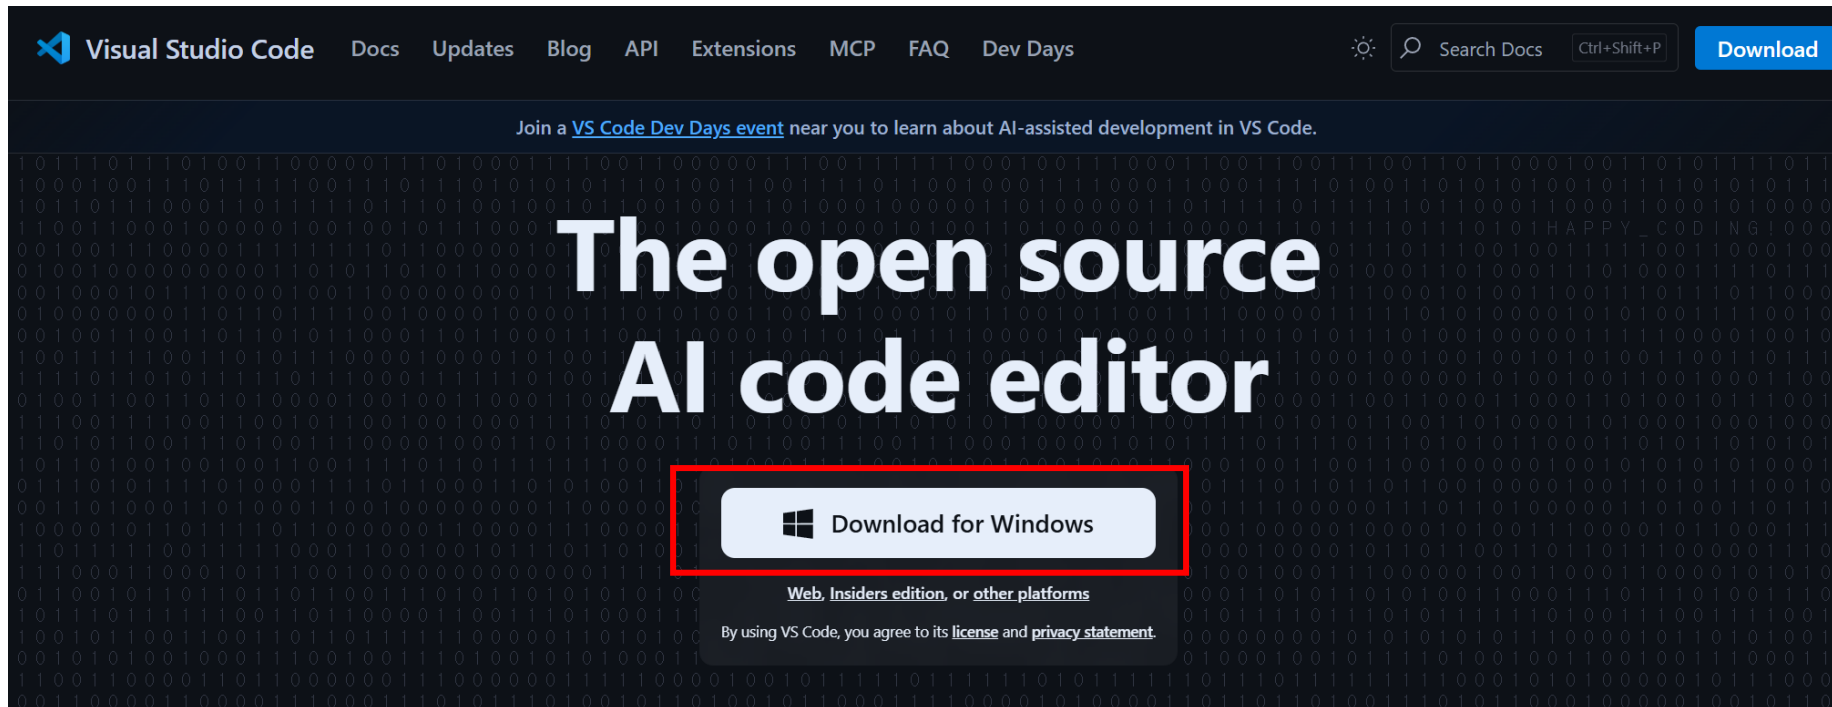 Visual Studio Code Docs Updates Blog API Extensions MCP FAQ Dev Days Search Docs Ctrl+Shift+P Download
Join a VS Code Dev Days event near you to learn about AI-assisted development in VS Code.
HAPPY_CODING!
The open source
AI code editor
Download for Windows
Web, Insiders edition, or other platforms
By using VS Code, you agree to its license and privacy statement.